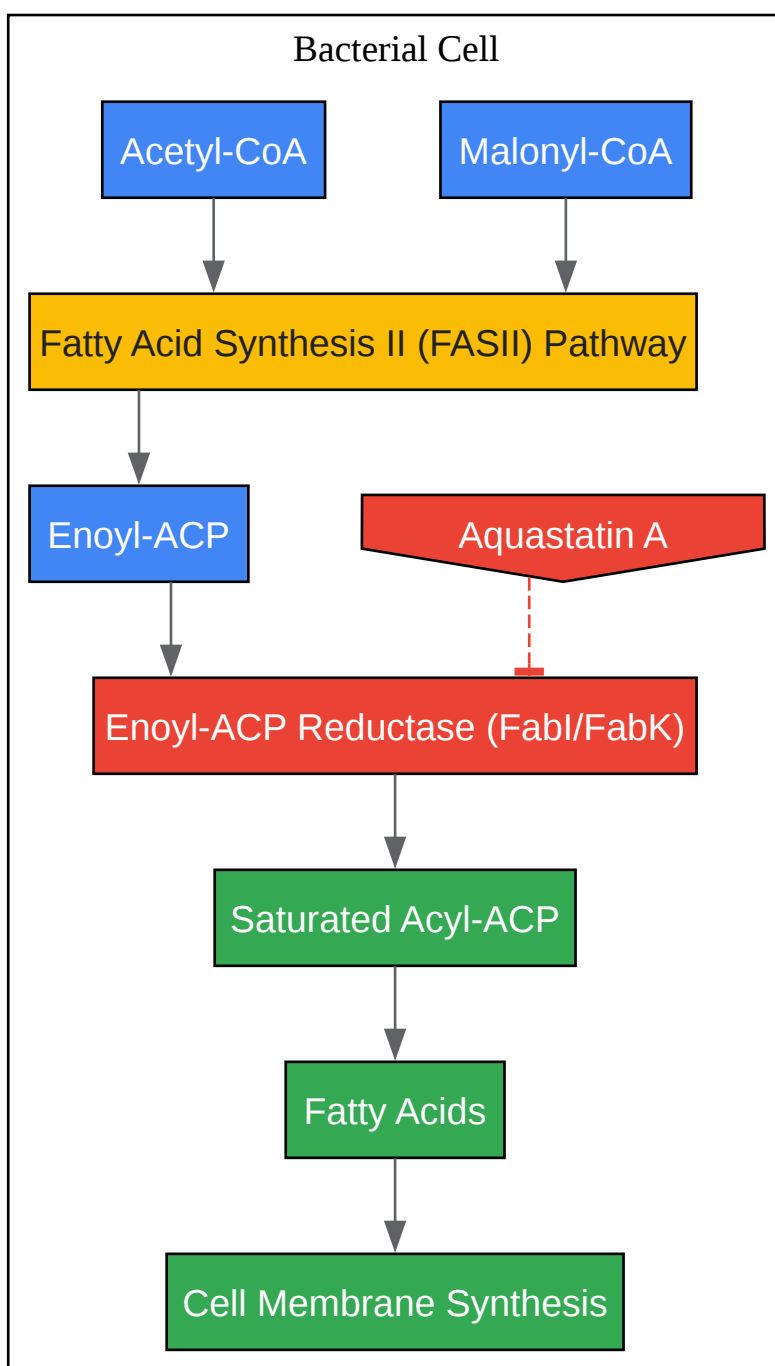 Bacterial Cell
Acetyl-CoA
Malonyl-CoA
Fatty Acid Synthesis II (FASII) Pathway
Enoyl-ACP
Aquastatin A
Enoyl-ACP Reductase (FabI/FabK)
Saturated Acyl-ACP
Fatty Acids
Cell Membrane Synthesis